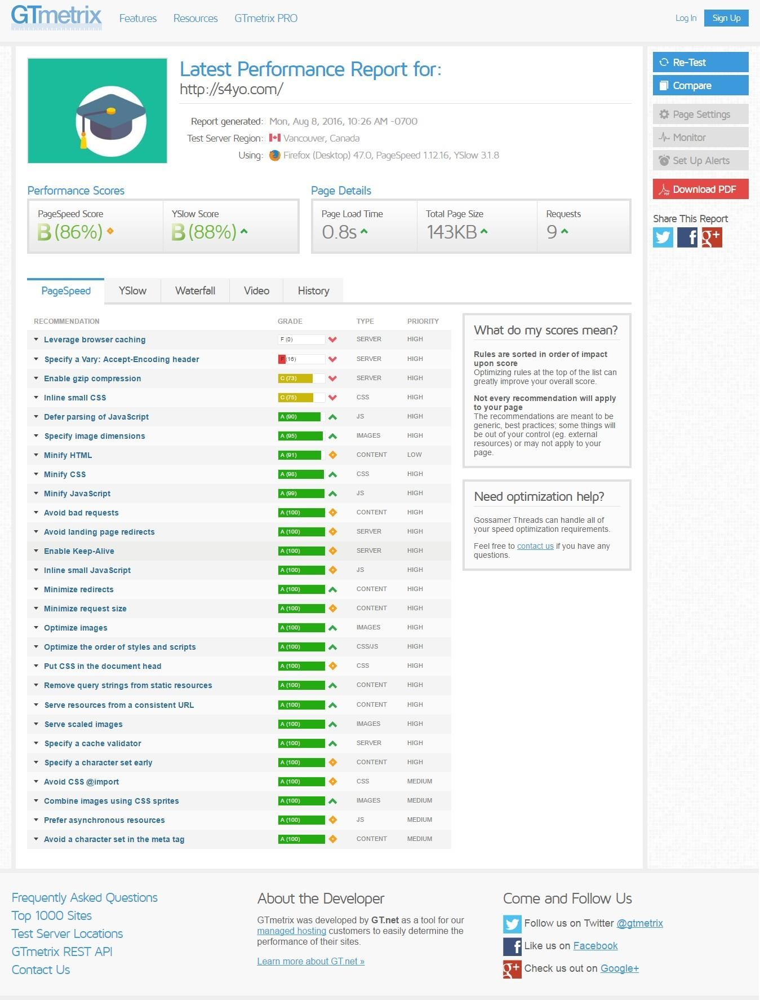 GTmetrix
Features
Resources
GTmetrix PRO
Log In
Sign Up
Latest Performance Report for:
http://s4yo.com/
Report generated: Mon, Aug 8, 2016, 10:26 AM -0700
Test Server Region: Vancouver, Canada
Using: Firefox (Desktop) 47.0, PageSpeed 1.12.16, YSlow 3.1.8
Re-Test
Compare
Page Settings
Monitor
Set Up Alerts
Download PDF
Share This Report
Performance Scores
PageSpeed Score
B (86%)
YSlow Score
B (88%)
Page Details
Page Load Time
0.8s
Total Page Size
143KB
Requests
9
PageSpeed
YSlow
Waterfall
Video
History
RECOMMENDATION GRADE TYPE PRIORITY
Leverage browser caching F (0) SERVER HIGH
Specify a Vary: Accept-Encoding header F (16) SERVER HIGH
Enable gzip compression C (73) SERVER HIGH
Inline small CSS C (75) CSS HIGH
Defer parsing of JavaScript A (90) JS HIGH
Specify image dimensions A (95) IMAGES HIGH
Minify HTML A (91) CONTENT LOW
Minify CSS A (98) CSS HIGH
Minify JavaScript A (99) JS HIGH
Avoid bad requests A (100) CONTENT HIGH
Avoid landing page redirects A (100) SERVER HIGH
Enable Keep-Alive A (100) SERVER HIGH
Inline small JavaScript A (100) JS HIGH
Minimize redirects A (100) CONTENT HIGH
Minimize request size A (100) CONTENT HIGH
Optimize images A (100) IMAGES HIGH
Optimize the order of styles and scripts A (100) CSS/JS HIGH
Put CSS in the document head A (100) CSS HIGH
Remove query strings from static resources A (100) CONTENT HIGH
Serve resources from a consistent URL A (100) CONTENT HIGH
Serve scaled images A (100) IMAGES HIGH
Specify a cache validator A (100) SERVER HIGH
Specify a character set early A (100) CONTENT HIGH
Avoid CSS @import A (100) CSS MEDIUM
Combine images using CSS sprites A (100) IMAGES MEDIUM
Prefer asynchronous resources A (100) JS MEDIUM
Avoid a character set in the meta tag A (100) CONTENT MEDIUM
What do my scores mean?
Rules are sorted in order of impact
upon score
Optimizing rules at the top of the list can
greatly improve your overall score.
Not every recommendation will apply
to your page
The recommendations are meant to be
generic, best practices; some things will
be out of your control (eg. external
resources) or may not apply to your
page.
Need optimization help?
Gossamer Threads can handle all of
your speed optimization requirements.
Feel free to contact us if you have any
questions.
Frequently Asked Questions
Top 1000 Sites
Test Server Locations
GTmetrix REST API
Contact Us
About the Developer
GTmetrix was developed by GT.net as a tool for our
managed hosting customers to easily determine the
performance of their sites.
Learn more about GT.net »
Come and Follow Us
Follow us on Twitter @gtmetrix
Like us on Facebook
Check us out on Google+